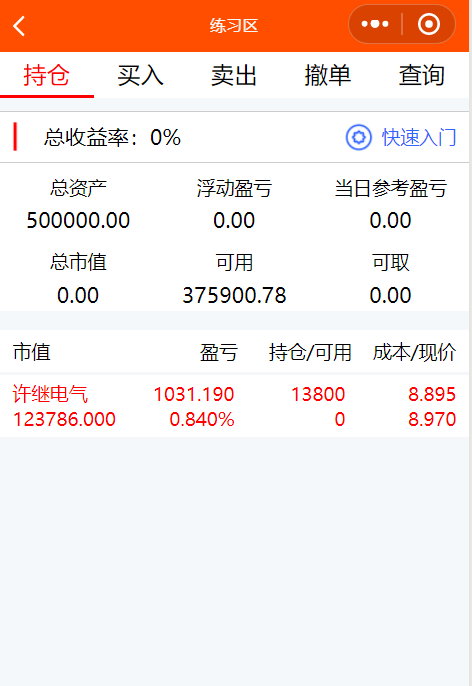 练习区
持仓 买入 卖出 撤单 查询
总收益率：0% 快速入门
总资产 浮动盈亏 当日参考盈亏
500000.00 0.00 0.00
总市值 可用 可取
0.00 375900.78 0.00
市值 盈亏 持仓/可用 成本/现价
许继电气 1031.190 13800 8.895
123786.000 0.840% 0 8.970